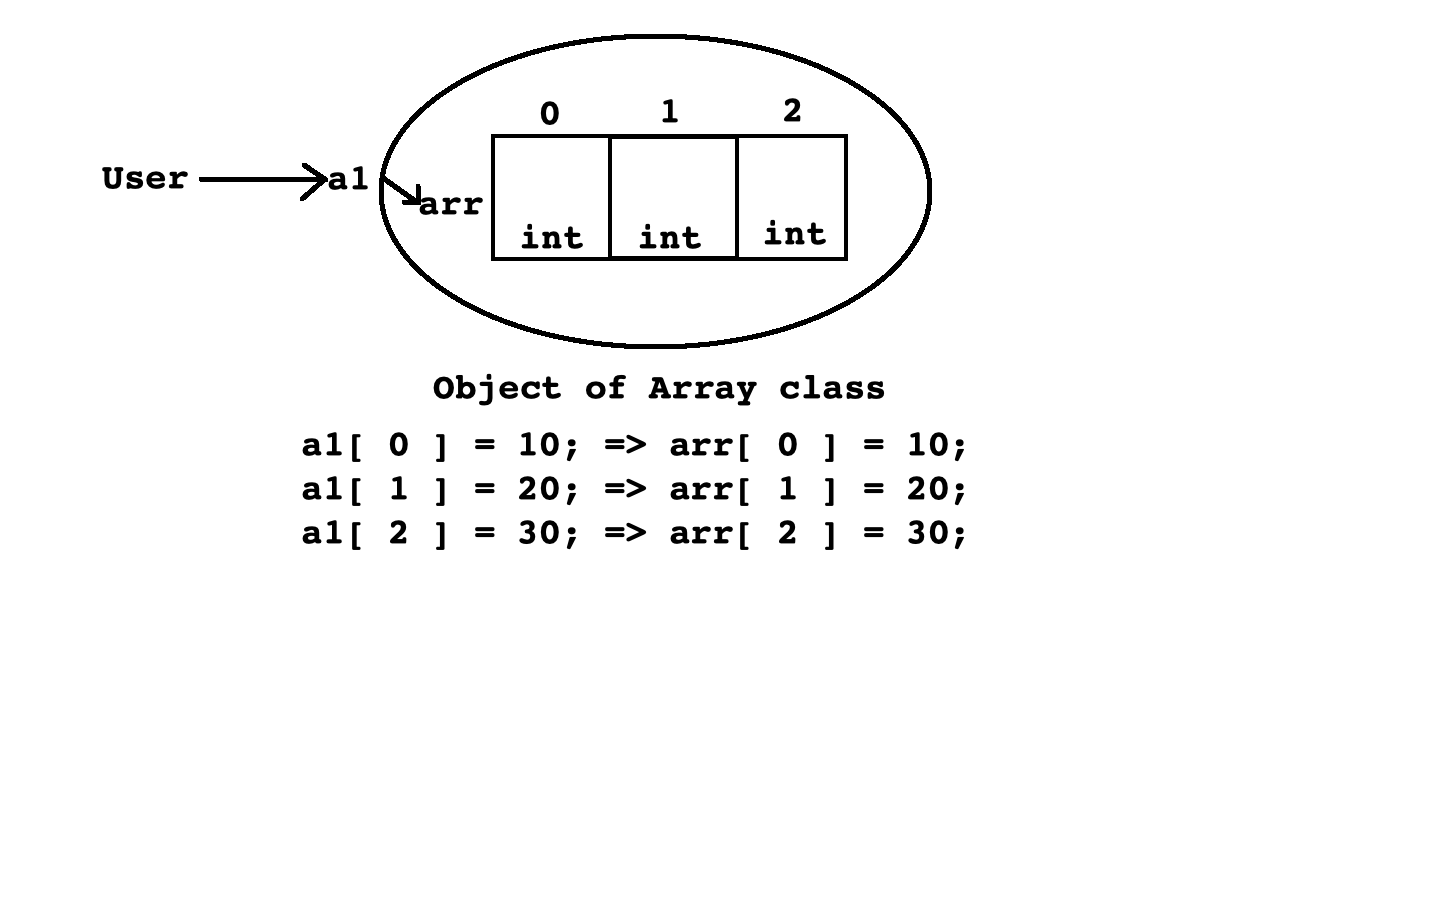 0 1 2
User a1 arr
int int int
Object of Array class
a1[ 0 ] = 10; => arr[ 0 ] = 10;
a1[ 1 ] = 20; => arr[ 1 ] = 20;
a1[ 2 ] = 30; => arr[ 2 ] = 30;